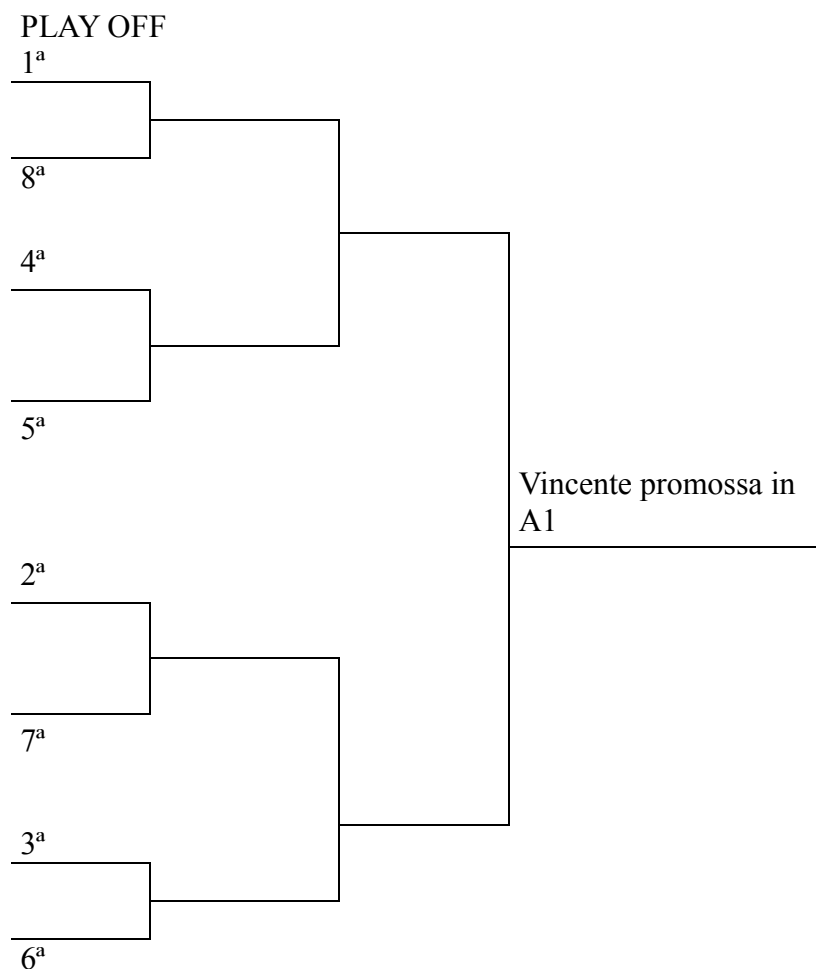 PLAY OFF
1ª
8ª
4ª
5ª
Vincente promossa in
A1
2ª
7ª
3ª
6ª